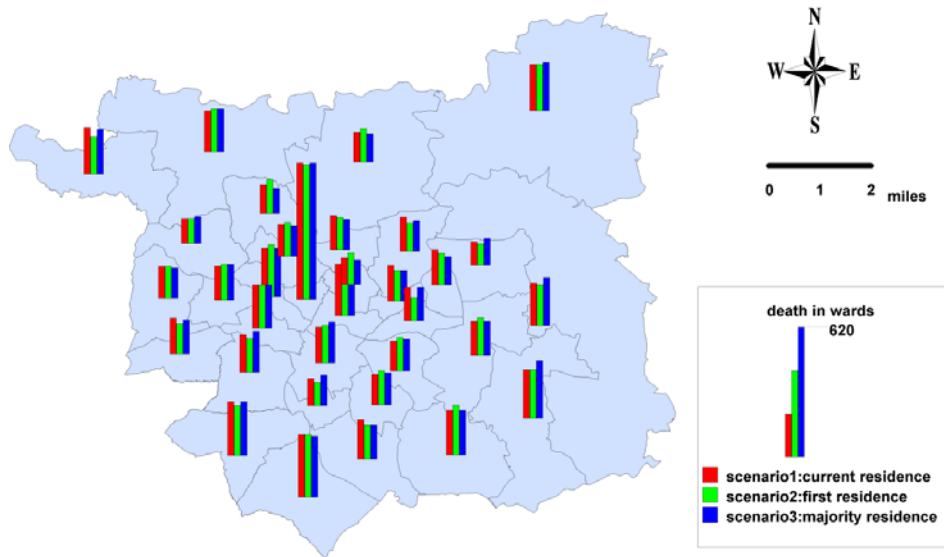 N
W E
S
0 1 2 miles
death in wards
620
scenario1:current residence
scenario2:first residence
scenario3:majority residence